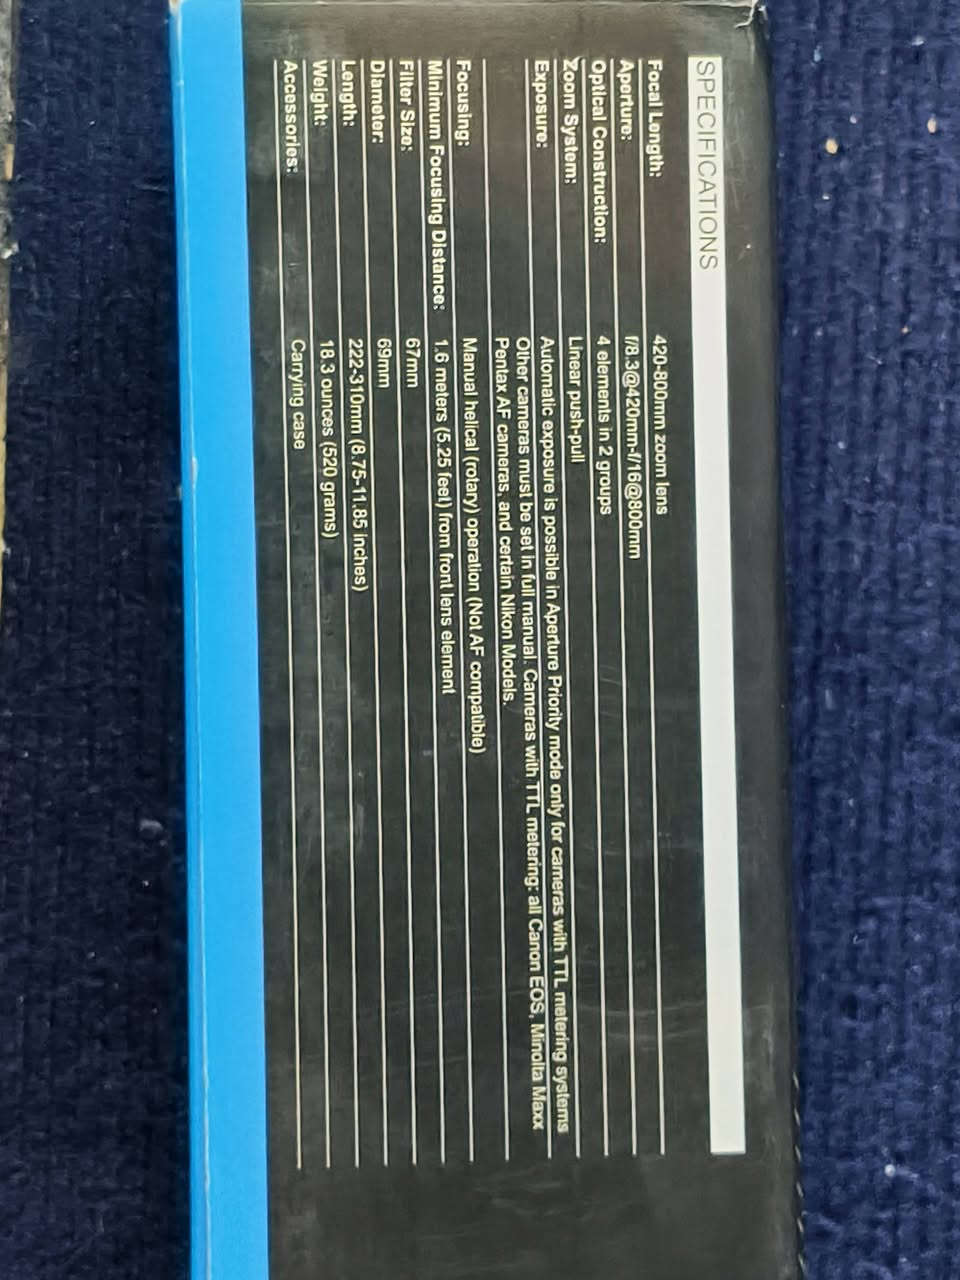 SPECIFICATIONS
Focal Length: 420-800mm zoom lens
Aperture: f/8.3@420mm-f/16@800mm
Optical Construction: 4 elements in 2 groups
Zoom System: Linear push-pull
Exposure: Automatic exposure is possible in Aperture Priority mode only for cameras with TTL metering systems
Other cameras must be set in full manual. Cameras with TTL metering: all Canon EOS, Minolta Maxx
Pentax AF cameras, and certain Nikon Models.
Focusing: Manual helical (rotary) operation (Not AF compatible)
Minimum Focusing Distance: 1.6 meters (5.25 feet) from front lens element
Filter Size: 67mm
Diameter: 69mm
Length: 222-310mm (8.75-11.85 inches)
Weight: 18.3 ounces (520 grams)
Accessories: Carrying case